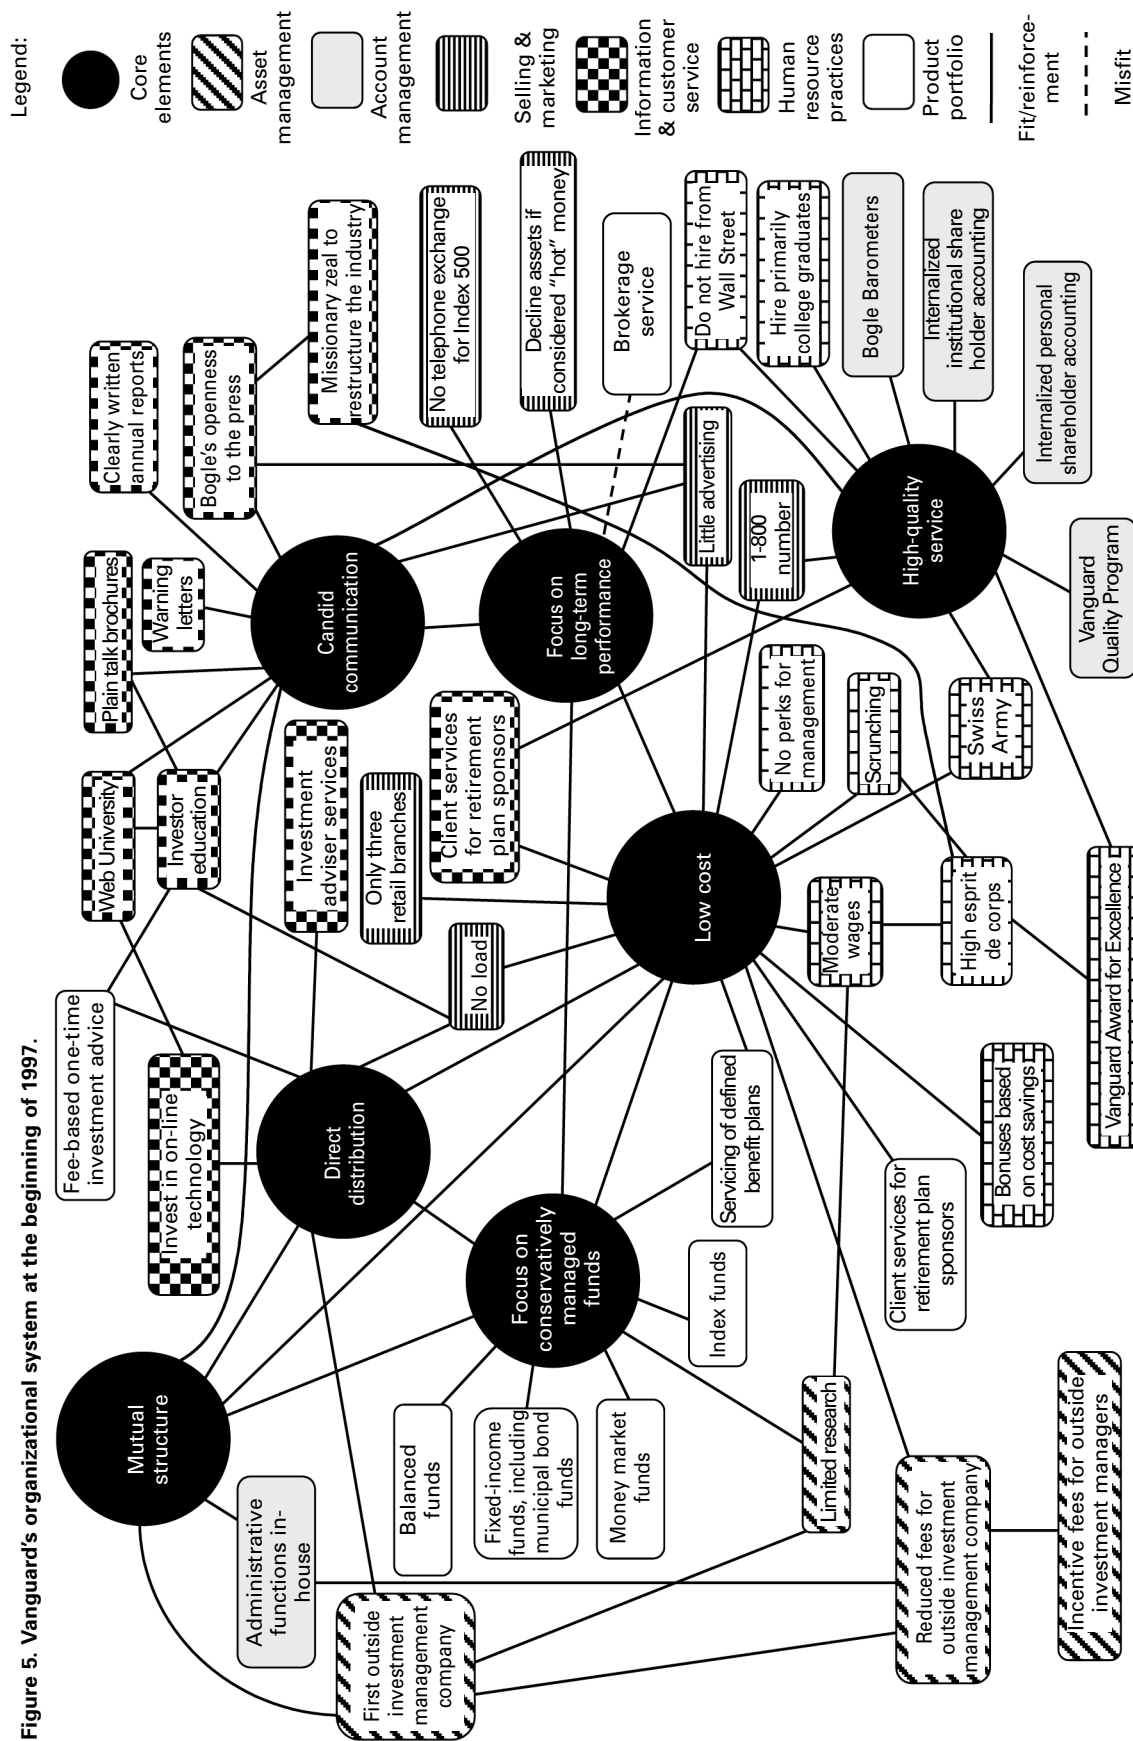 Figure 5. Vanguard's organizational system at the beginning of 1997.
Mutual
structure
Administrative
functions in-
house
First outside
investment
management
company
Fee-based one-time
investment advice
Invest in on-line
technology
Direct
distribution
Balanced
funds
Fixed-income
funds, including
municipal bond
funds
Money market
funds
Focus on
conservatively
managed
funds
Index funds
Servicing of defined
benefit plans
Limited research
Reduced fees for
outside investment
management company
Incentive fees for outside
investment managers
Client services for
retirement plan
sponsors
Bonuses based
on cost savings
Vanguard Award for Excellence
Web University
Investor
education
Investment
adviser services
Only three
retail branches
No load
Client services
for retirement
plan sponsors
Low cost
Moderate
wages
High esprit
de corps
No perks for
management
Scrunching
Swiss
Army
Plain talk brochures
Warning
letters
Candid
communication
Focus on
long-term
performance
Clearly written
annual reports
Bogle's openness
to the press
Missionary zeal to
restructure the industry
No telephone exchange
for Index 500
Decline assets if
considered "hot" money
Brokerage
service
Little advertising
1-800
number
High-quality
service
Do not hire from
Wall Street
Hire primarily
college graduates
Bogle Barometers
Internalized
institutional share
holder accounting
Internalized personal
shareholder accounting
Vanguard
Quality Program
Legend:
Core
elements
Asset
management
Account
management
Selling &
marketing
Information
& customer
service
Human
resource
practices
Product
portfolio
Fit/reinforce-
ment
Misfit